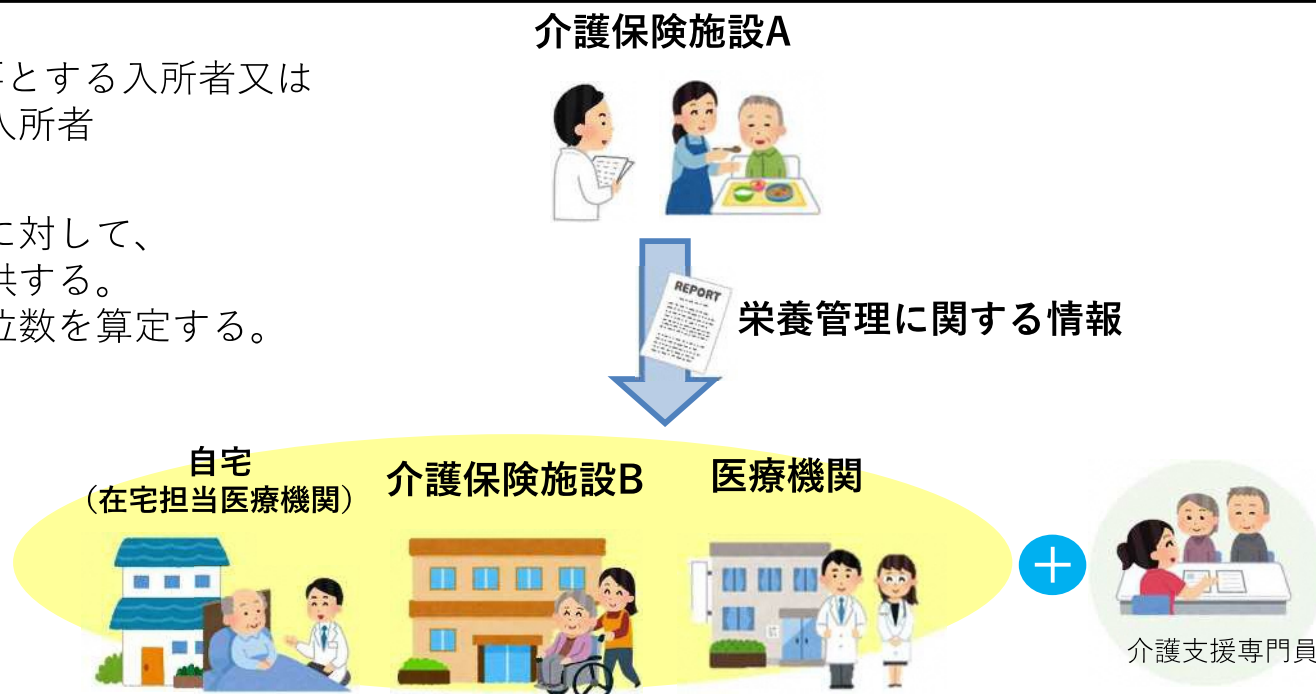 介護保険施設A
要とする入所者又は
入所者
に対して、
供する。
位数を算定する。
REPORT
栄養管理に関する情報
自宅
（在宅担当医療機関）
介護保険施設B
医療機関
＋
介護支援専門員